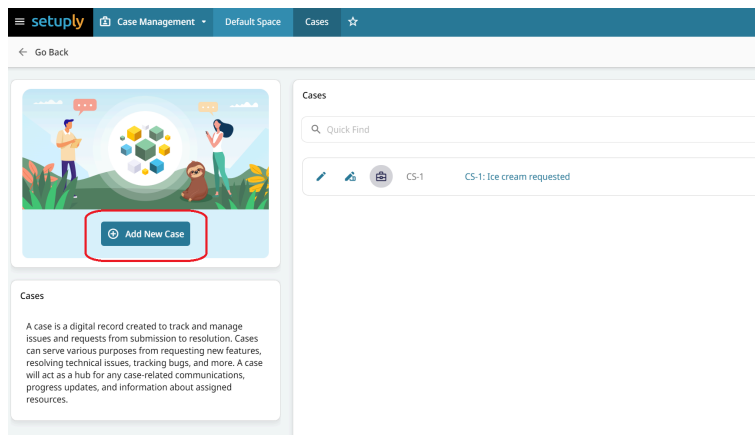 setuply Case Management Default Space Cases
Go Back
Add New Case
Cases
A case is a digital record created to track and manage
issues and requests from submission to resolution. Cases
can serve various purposes from requesting new features,
resolving technical issues, tracking bugs, and more. A case
will act as a hub for any case-related communications,
progress updates, and information about assigned
resources.
Cases
Quick Find
CS-1 CS-1: Ice cream requested